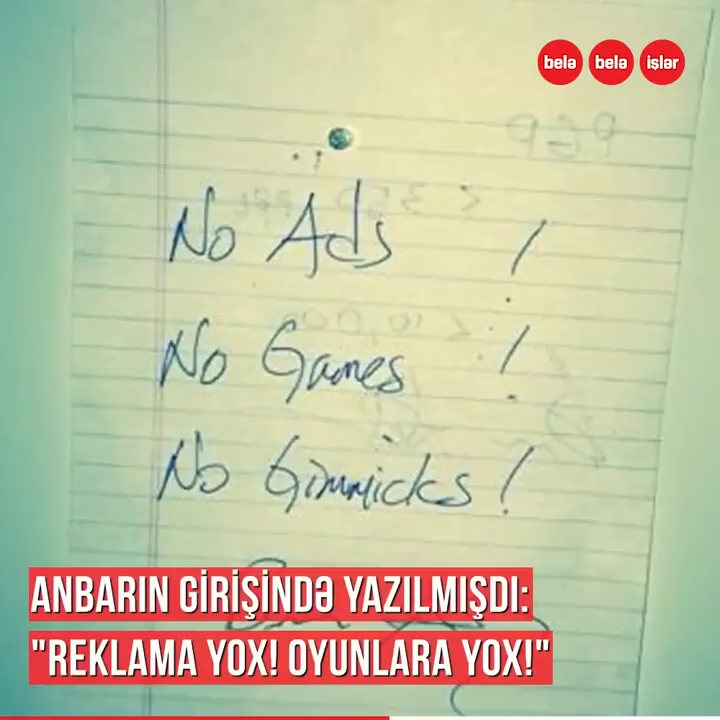 belə belə işlər
No Ads !
No Games !
No Gimmicks !
ANBARIN GİRİŞİNDƏ YAZILMIŞDI:
"REKLAMA YOX! OYUNLARA YOX!"